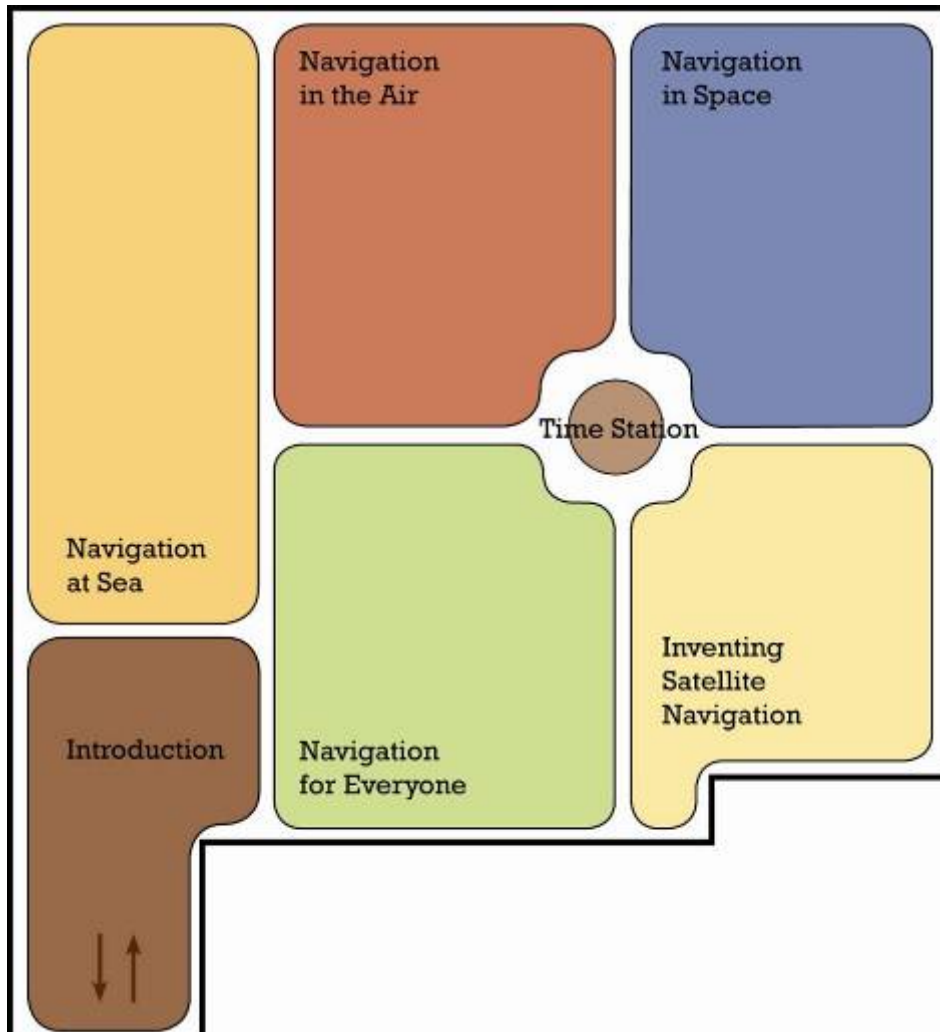 Navigation
in the Air
Navigation
in Space
Time Station
Navigation
at Sea
Inventing
Satellite
Navigation
Introduction
Navigation
for Everyone